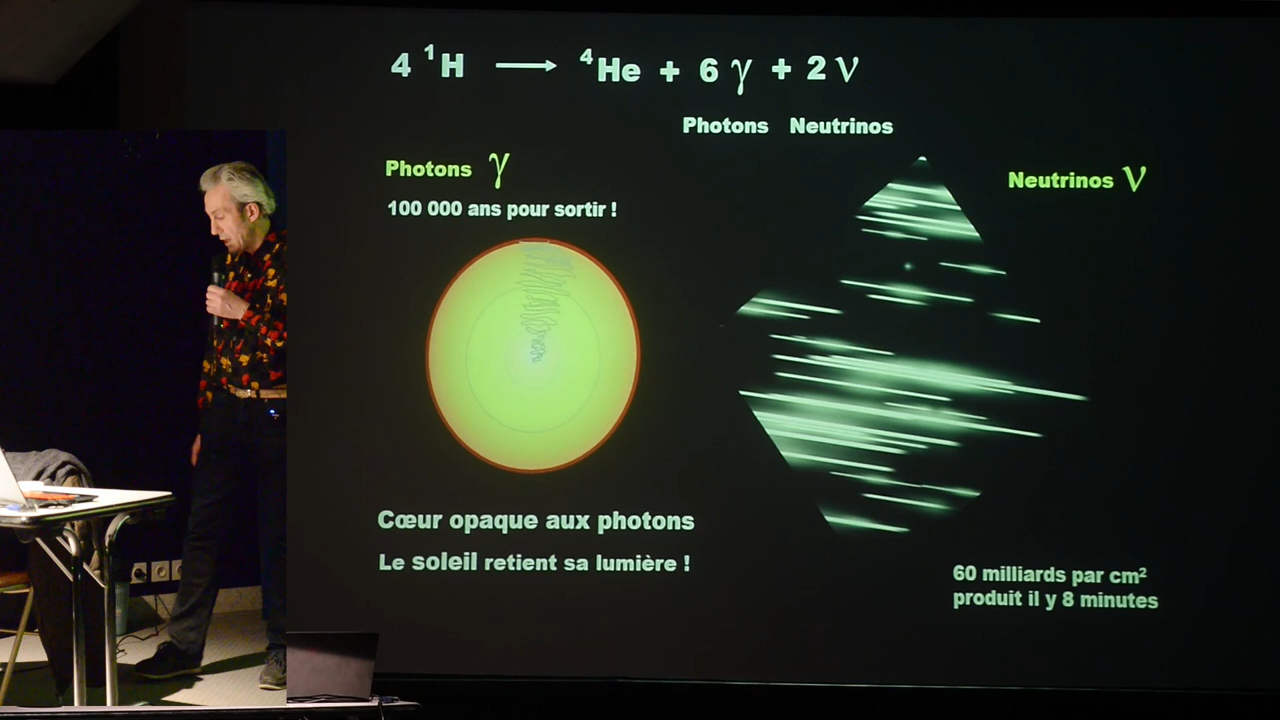 4 ¹H ⟶ ⁴He + 6 γ + 2 ν
Photons Neutrinos
Photons γ
100 000 ans pour sortir !
Neutrinos ν
Cœur opaque aux photons
Le soleil retient sa lumière !
60 milliards par cm²
produit il y 8 minutes